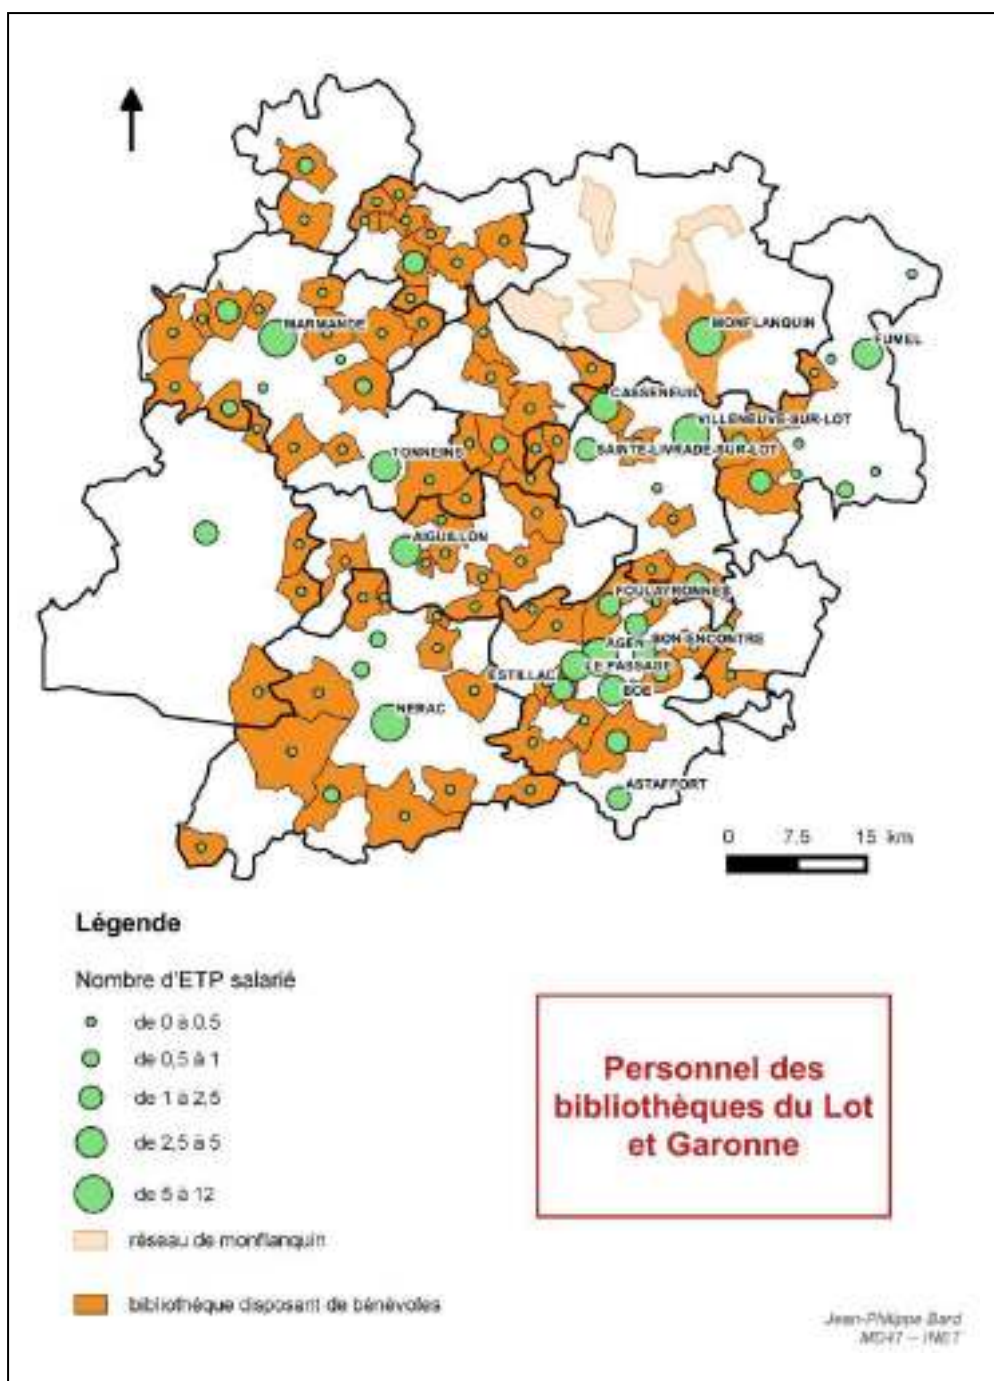 MARMANDE
MONFLANQUIN
FUMEL
CASSENEUIL
VILLENEUVE-SUR-LOT
SAINTE-LIVRADE-SUR-LOT
TONNEINS
AIGUILLON
FOULAYRONNES
AGEN
BON-ENCONTRE
LE PASSAGE
ESTILLAC
BOE
NERAC
ASTAFFORT
0 7,5 15 km
Légende
Nombre d'ETP salarié
de 0 à 0.5
de 0,5 à 1
de 1 à 2,5
de 2,5 à 5
de 5 à 12
réseau de monflanquin
bibliothèque disposant de bénévoles
Personnel des
bibliothèques du Lot
et Garonne
Jean-Philippe Bard
MD47 – INET